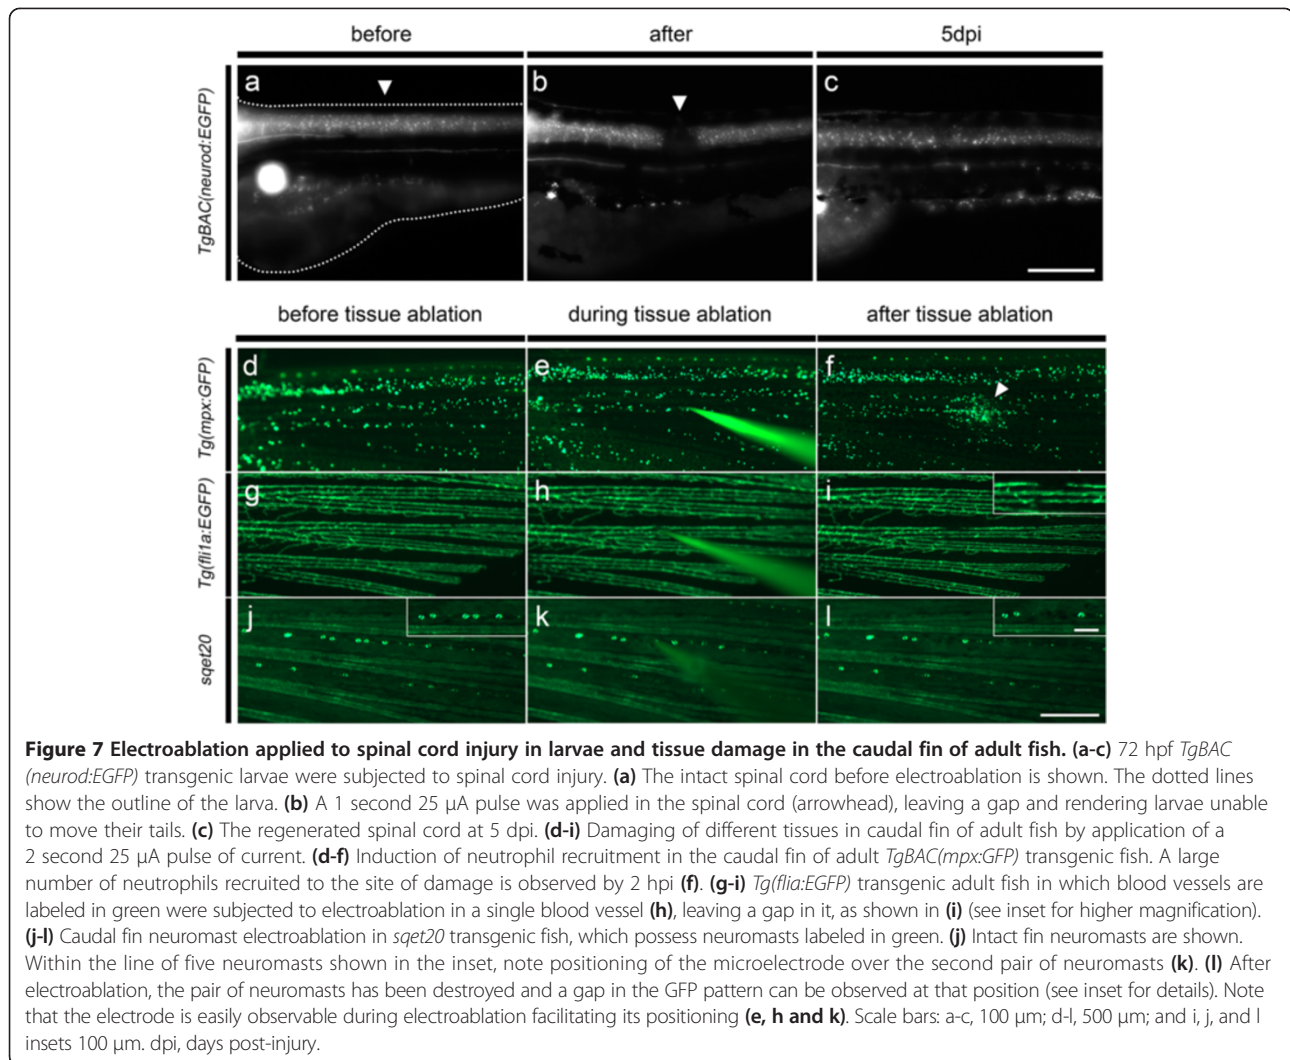 before after 5dpi
TgBAC(neurod:EGFP)
a b c
before tissue ablation during tissue ablation after tissue ablation
Tg(mpx:GFP)
d e f
Tg(fli1a:EGFP)
g h i
sqet20
j k l
Figure 7 Electroablation applied to spinal cord injury in larvae and tissue damage in the caudal fin of adult fish. (a-c) 72 hpf TgBAC
(neurod:EGFP) transgenic larvae were subjected to spinal cord injury. (a) The intact spinal cord before electroablation is shown. The dotted lines
show the outline of the larva. (b) A 1 second 25 μA pulse was applied in the spinal cord (arrowhead), leaving a gap and rendering larvae unable
to move their tails. (c) The regenerated spinal cord at 5 dpi. (d-i) Damaging of different tissues in caudal fin of adult fish by application of a
2 second 25 μA pulse of current. (d-f) Induction of neutrophil recruitment in the caudal fin of adult TgBAC(mpx:GFP) transgenic fish. A large
number of neutrophils recruited to the site of damage is observed by 2 hpi (f). (g-i) Tg(flia:EGFP) transgenic adult fish in which blood vessels are
labeled in green were subjected to electroablation in a single blood vessel (h), leaving a gap in it, as shown in (i) (see inset for higher magnification).
(j-l) Caudal fin neuromast electroablation in sqet20 transgenic fish, which possess neuromasts labeled in green. (j) Intact fin neuromasts are shown.
Within the line of five neuromasts shown in the inset, note positioning of the microelectrode over the second pair of neuromasts (k). (l) After
electroablation, the pair of neuromasts has been destroyed and a gap in the GFP pattern can be observed at that position (see inset for details). Note
that the electrode is easily observable during electroablation facilitating its positioning (e, h and k). Scale bars: a-c, 100 μm; d-l, 500 μm; and i, j, and l
insets 100 μm. dpi, days post-injury.